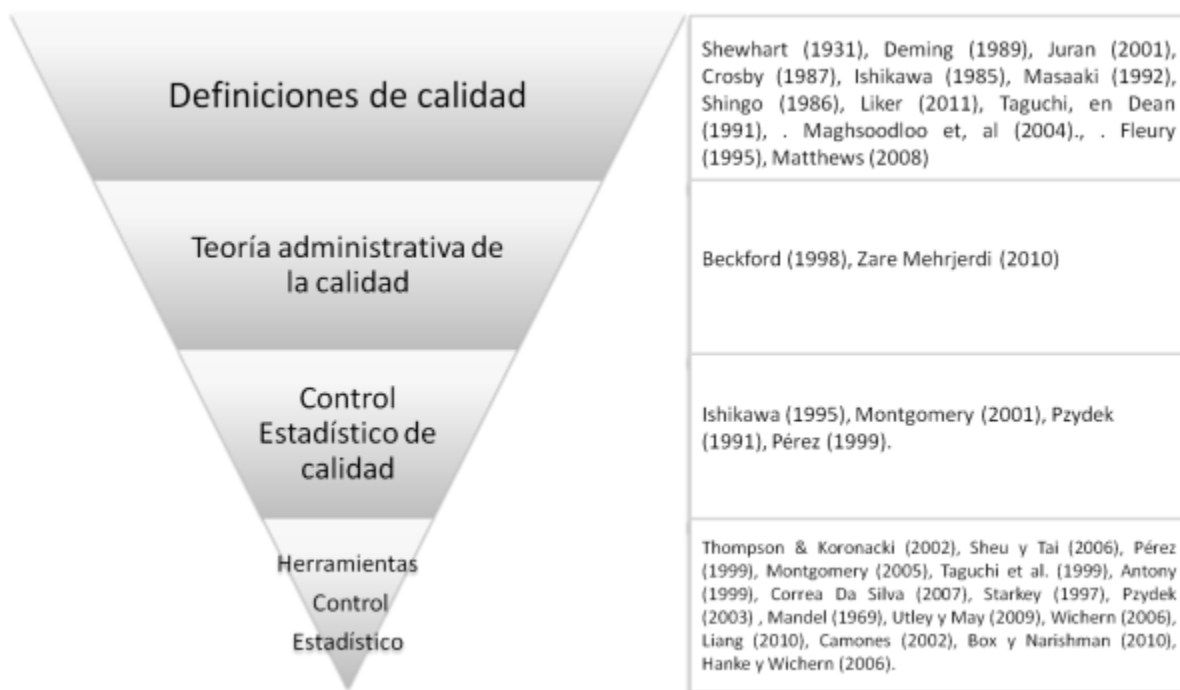 Definiciones de calidad
Shewhart (1931), Deming (1989), Juran (2001),
Crosby (1987), Ishikawa (1985), Masaaki (1992),
Shingo (1986), Liker (2011), Taguchi, en Dean
(1991), . Maghsoodloo et, al (2004)., . Fleury
(1995), Matthews (2008)
Teoría administrativa de
la calidad
Beckford (1998), Zare Mehrjerdi (2010)
Control
Estadístico de
calidad
Ishikawa (1995), Montgomery (2001), Pzydek
(1991), Pérez (1999).
Herramientas
Control
Estadístico
Thompson & Koronacki (2002), Sheu y Tai (2006), Pérez
(1999), Montgomery (2005), Taguchi et al. (1999), Antony
(1999), Correa Da Silva (2007), Starkey (1997), Pzydek
(2003) , Mandel (1969), Utley y May (2009), Wichern (2006),
Liang (2010), Camones (2002), Box y Narishman (2010),
Hanke y Wichern (2006).